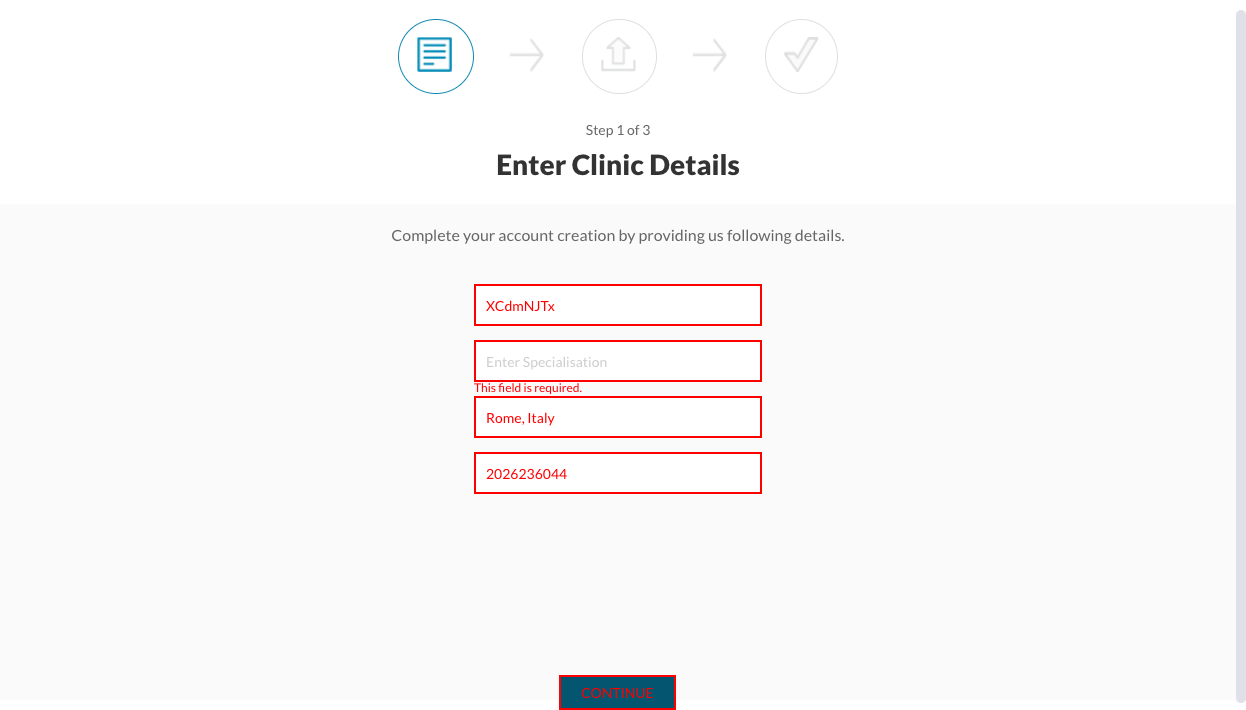 Step 1 of 3
Enter Clinic Details
Complete your account creation by providing us following details.
XCdmNJTx
Enter Specialisation
This field is required.
Rome, Italy
2026236044
CONTINUE